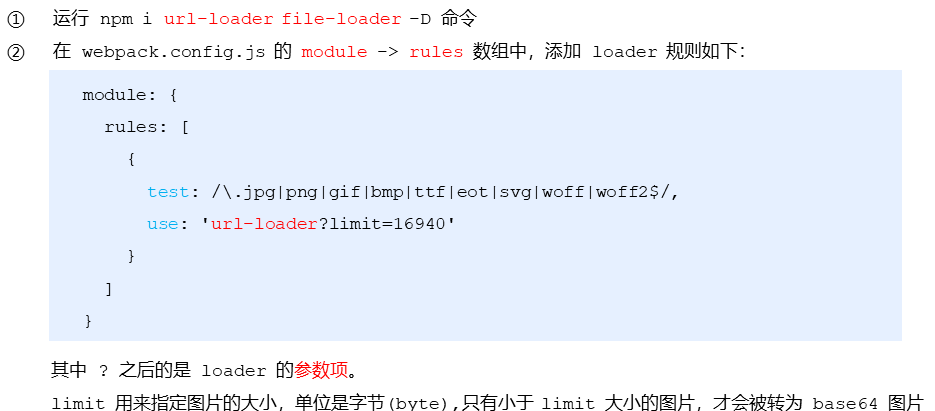 ① 运行 npm i url-loader file-loader -D 命令
② 在 webpack.config.js 的 module -> rules 数组中，添加 loader 规则如下：
module: {
rules: [
{
test: /\.jpg|png|gif|bmp|ttf|eot|svg|woff|woff2$/,
use: 'url-loader?limit=16940'
}
]
}
其中 ? 之后的是 loader 的参数项。
limit 用来指定图片的大小，单位是字节(byte),只有小于 limit 大小的图片，才会被转为 base64 图片